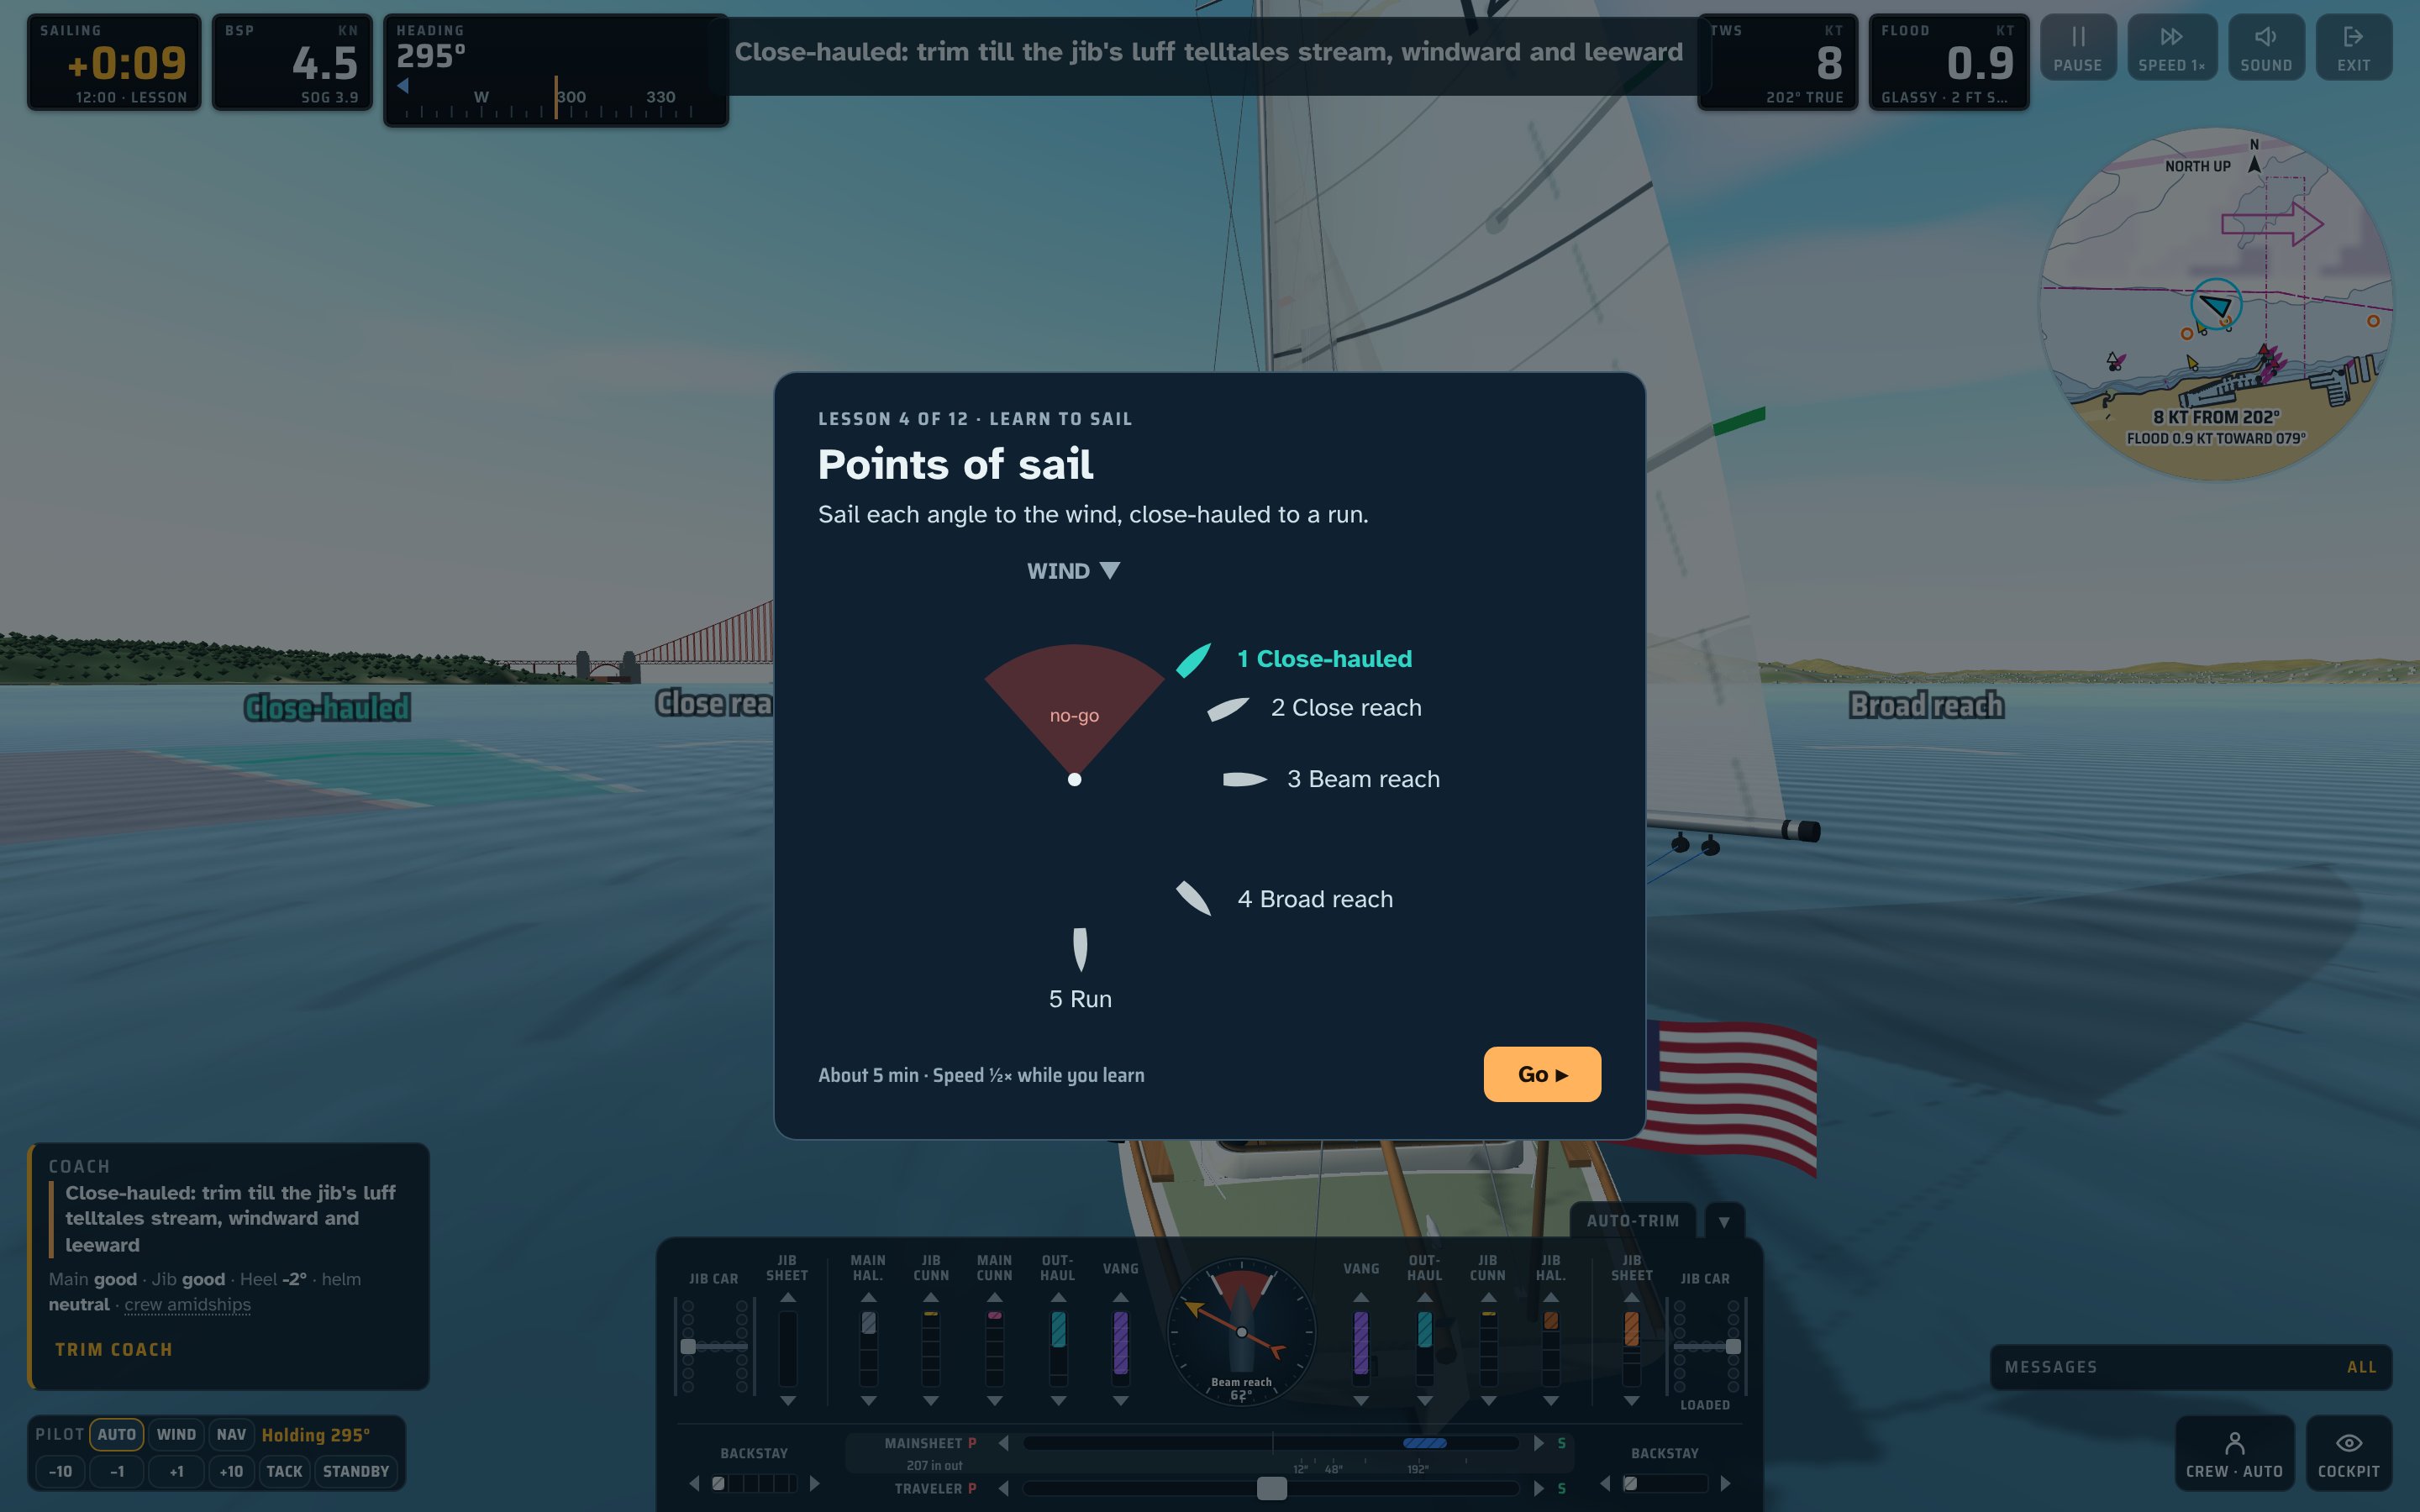 SAILING
+0:09
12:00 · LESSON
BSP KN
4.5
SOG 3.9
HEADING
295°
W 300 330
Close-hauled: trim till the jib's luff telltales stream, windward and leeward
TWS KT
8
202° TRUE
FLOOD KT
0.9
GLASSY · 2 FT S...
PAUSE
SPEED 1×
SOUND
EXIT
N
NORTH UP
8 KT FROM 202°
FLOOD 0.9 KT TOWARD 079°
LESSON 4 OF 12 · LEARN TO SAIL
Points of sail
Sail each angle to the wind, close-hauled to a run.
WIND ▼
no-go
1 Close-hauled
2 Close reach
3 Beam reach
4 Broad reach
5 Run
About 5 min · Speed ½× while you learn
Go ▸
Close-hauled
Close rea
Broad reach
COACH
Close-hauled: trim till the jib's luff
telltales stream, windward and
leeward
Main good · Jib good · Heel -2° · helm
neutral · crew amidships
TRIM COACH
PILOT AUTO WIND NAV Holding 295°
-10 -1 +1 +10 TACK STANDBY
AUTO-TRIM ▼
JIB CAR
JIB SHEET
MAIN HAL.
JIB CUNN
MAIN CUNN
OUT-HAUL
VANG
Beam reach
62°
VANG
OUT-HAUL
JIB CUNN
JIB HAL.
JIB SHEET
JIB CAR
LOADED
BACKSTAY
MAINSHEET P S
207 in out
12" 48" 192"
TRAVELER P S
BACKSTAY
MESSAGES ALL
CREW · AUTO
COCKPIT